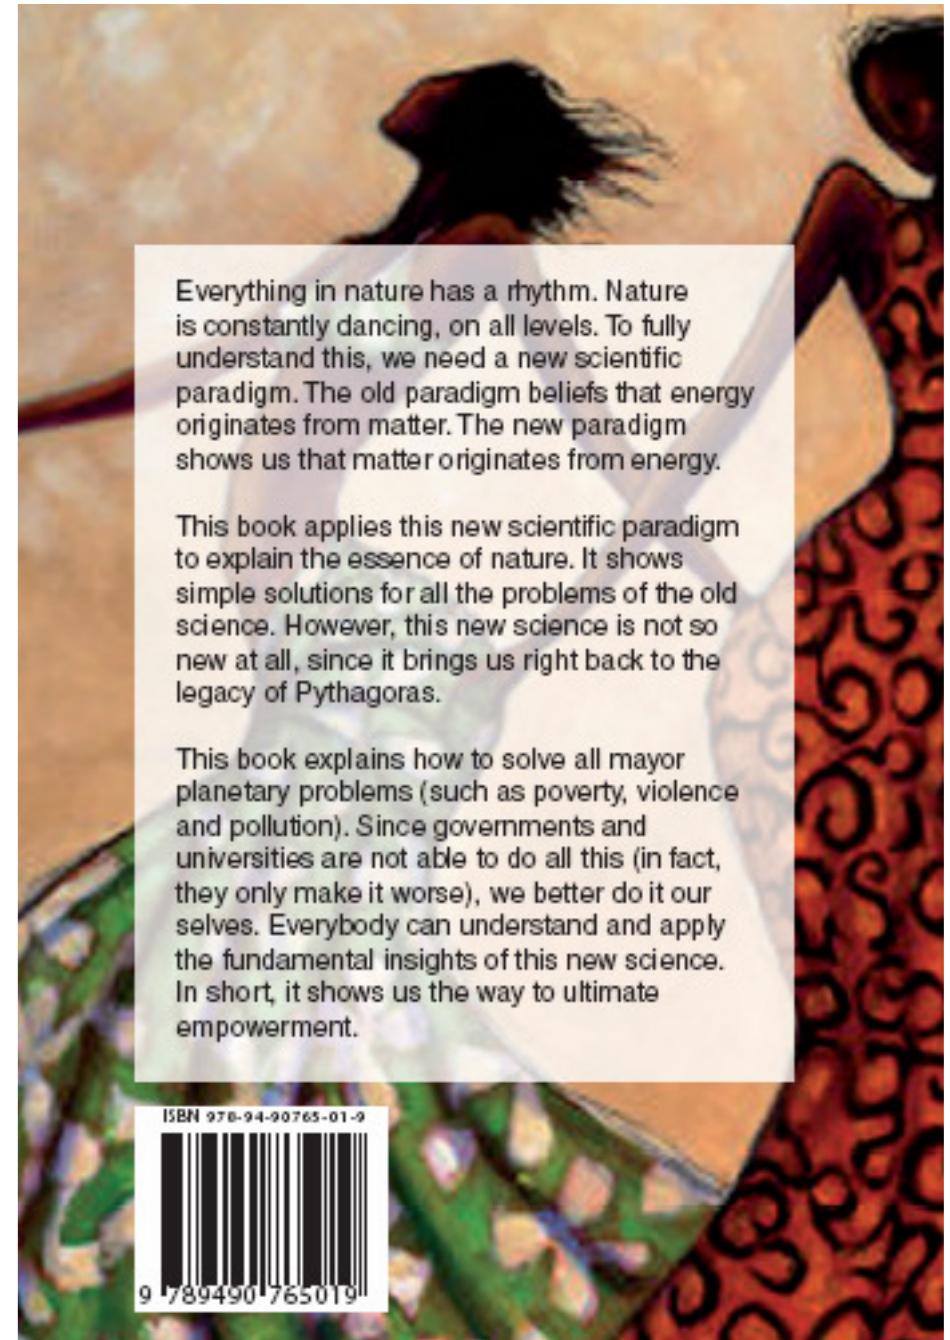 Everything in nature has a rhythm. Nature
is constantly dancing, on all levels. To fully
understand this, we need a new scientific
paradigm. The old paradigm beliefs that energy
originates from matter. The new paradigm
shows us that matter originates from energy.
This book applies this new scientific paradigm
to explain the essence of nature. It shows
simple solutions for all the problems of the old
science. However, this new science is not so
new at all, since it brings us right back to the
legacy of Pythagoras.
This book explains how to solve all mayor
planetary problems (such as poverty, violence
and pollution). Since governments and
universities are not able to do all this (in fact,
they only make it worse), we better do it our
selves. Everybody can understand and apply
the fundamental insights of this new science.
In short, it shows us the way to ultimate
empowerment.
ISBN 978-94-90765-01-9
9 789490 765019